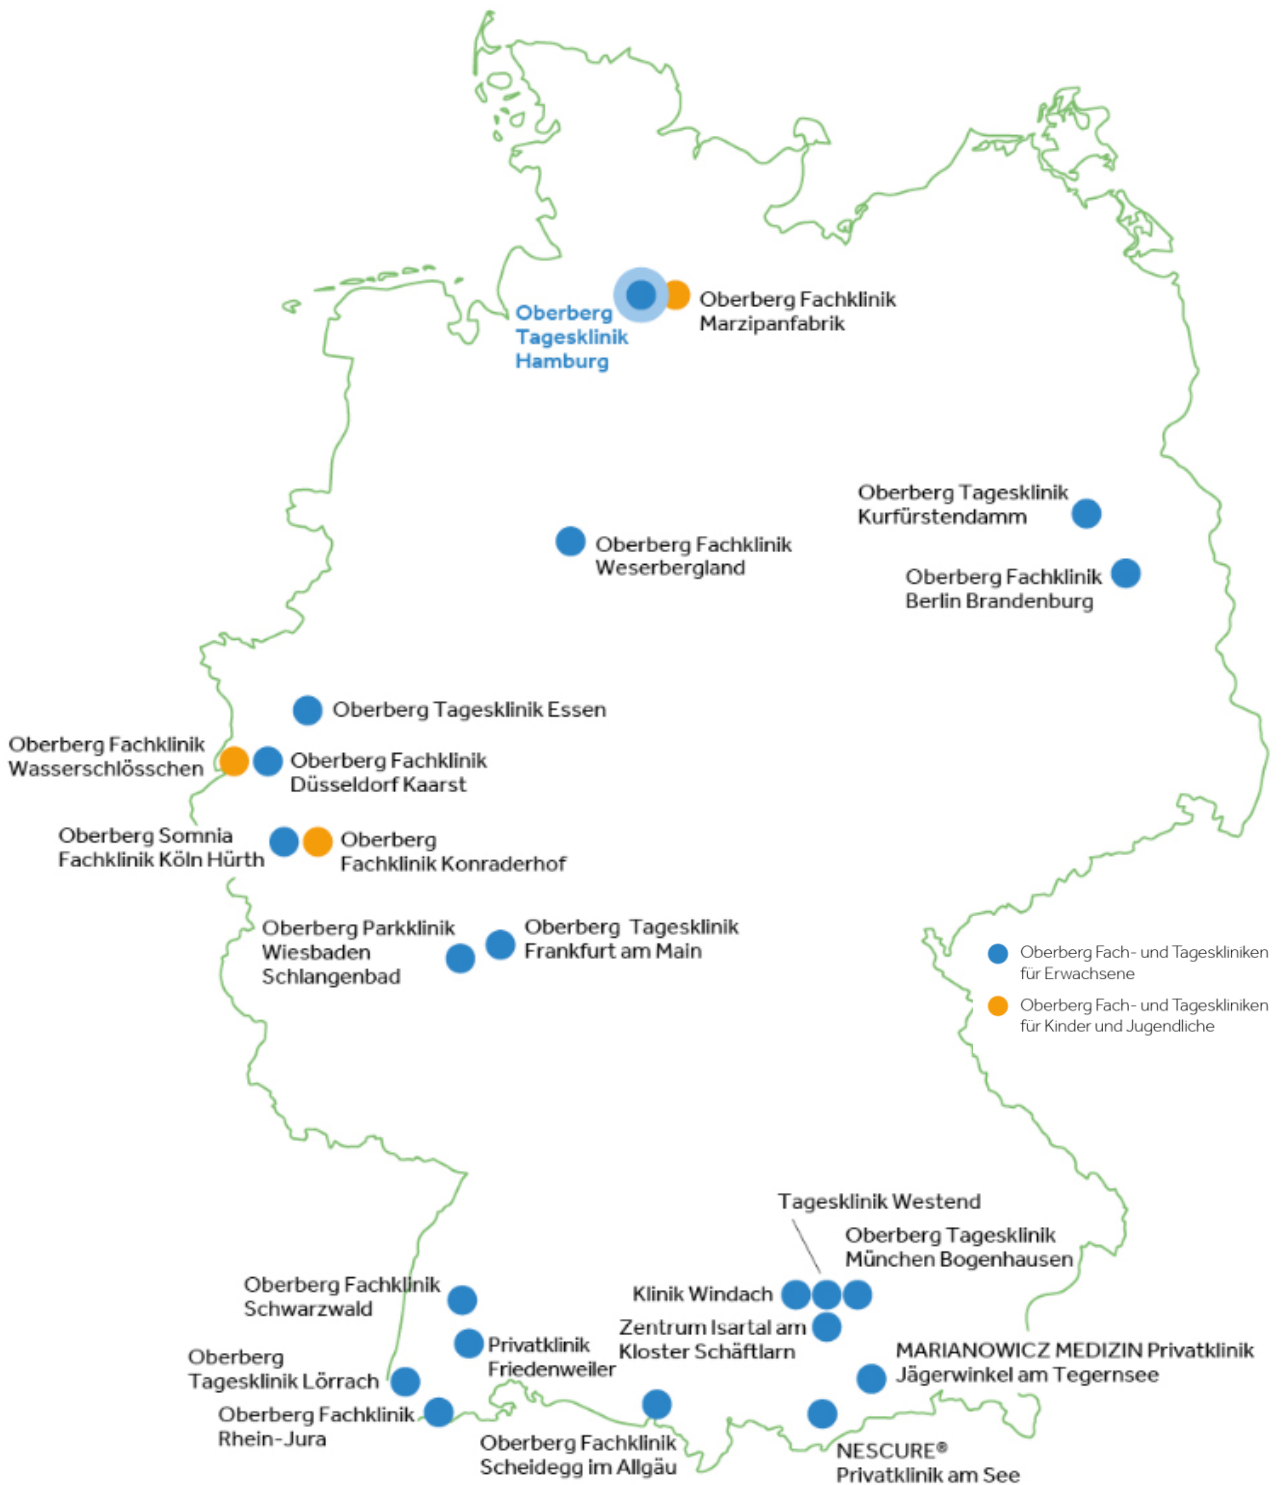 Oberberg
Tagesklinik
Hamburg
Oberberg Fachklinik
Marzipanfabrik
Oberberg Tagesklinik
Kurfürstendamm
Oberberg Fachklinik
Weserbergland
Oberberg Fachklinik
Berlin Brandenburg
Oberberg Tagesklinik Essen
Oberberg Fachklinik
Wasserschlösschen
Oberberg Fachklinik
Düsseldorf Kaarst
Oberberg Somnia
Fachklinik Köln Hürth
Oberberg
Fachklinik Konraderhof
Oberberg Parkklinik
Wiesbaden
Schlangenbad
Oberberg Tagesklinik
Frankfurt am Main
Oberberg Fach- und Tageskliniken
für Erwachsene
Oberberg Fach- und Tageskliniken
für Kinder und Jugendliche
Tagesklinik Westend
Oberberg Tagesklinik
München Bogenhausen
Oberberg Fachklinik
Schwarzwald
Klinik Windach
Zentrum Isartal am
Kloster Schäftlarn
Privatklinik
Friedenweiler
Oberberg
Tagesklinik Lörrach
MARIANOWICZ MEDIZIN Privatklinik
Jägerwinkel am Tegernsee
Oberberg Fachklinik
Rhein-Jura
Oberberg Fachklinik
Scheidegg im Allgäu
NESCURE®
Privatklinik am See